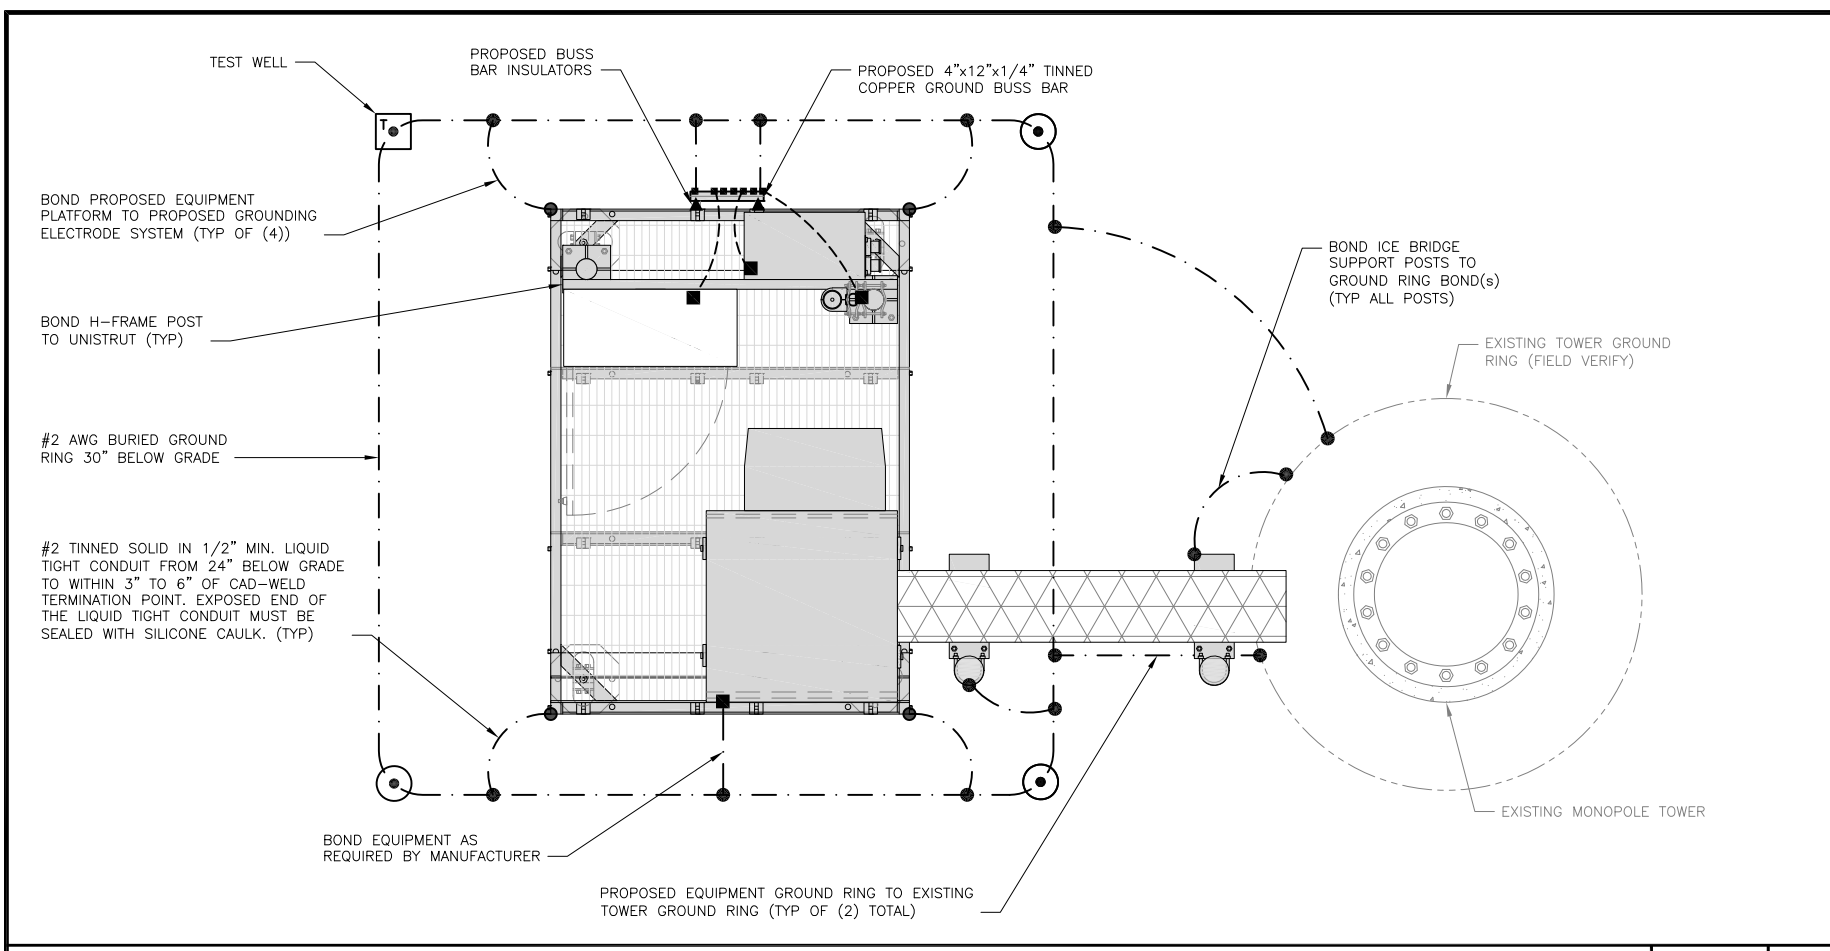 TEST WELL
PROPOSED BUSS
BAR INSULATORS
PROPOSED 4"x12"x1/4" TINNED
COPPER GROUND BUSS BAR
T
BOND PROPOSED EQUIPMENT
PLATFORM TO PROPOSED GROUNDING
ELECTRODE SYSTEM (TYP OF (4))
BOND ICE BRIDGE
SUPPORT POSTS TO
GROUND RING BOND(s)
(TYP ALL POSTS)
BOND H-FRAME POST
TO UNISTRUT (TYP)
EXISTING TOWER GROUND
RING (FIELD VERIFY)
#2 AWG BURIED GROUND
RING 30" BELOW GRADE
#2 TINNED SOLID IN 1/2" MIN. LIQUID
TIGHT CONDUIT FROM 24" BELOW GRADE
TO WITHIN 3" TO 6" OF CAD-WELD
TERMINATION POINT. EXPOSED END OF
THE LIQUID TIGHT CONDUIT MUST BE
SEALED WITH SILICONE CAULK. (TYP)
EXISTING MONOPOLE TOWER
BOND EQUIPMENT AS
REQUIRED BY MANUFACTURER
PROPOSED EQUIPMENT GROUND RING TO EXISTING
TOWER GROUND RING (TYP OF (2) TOTAL)